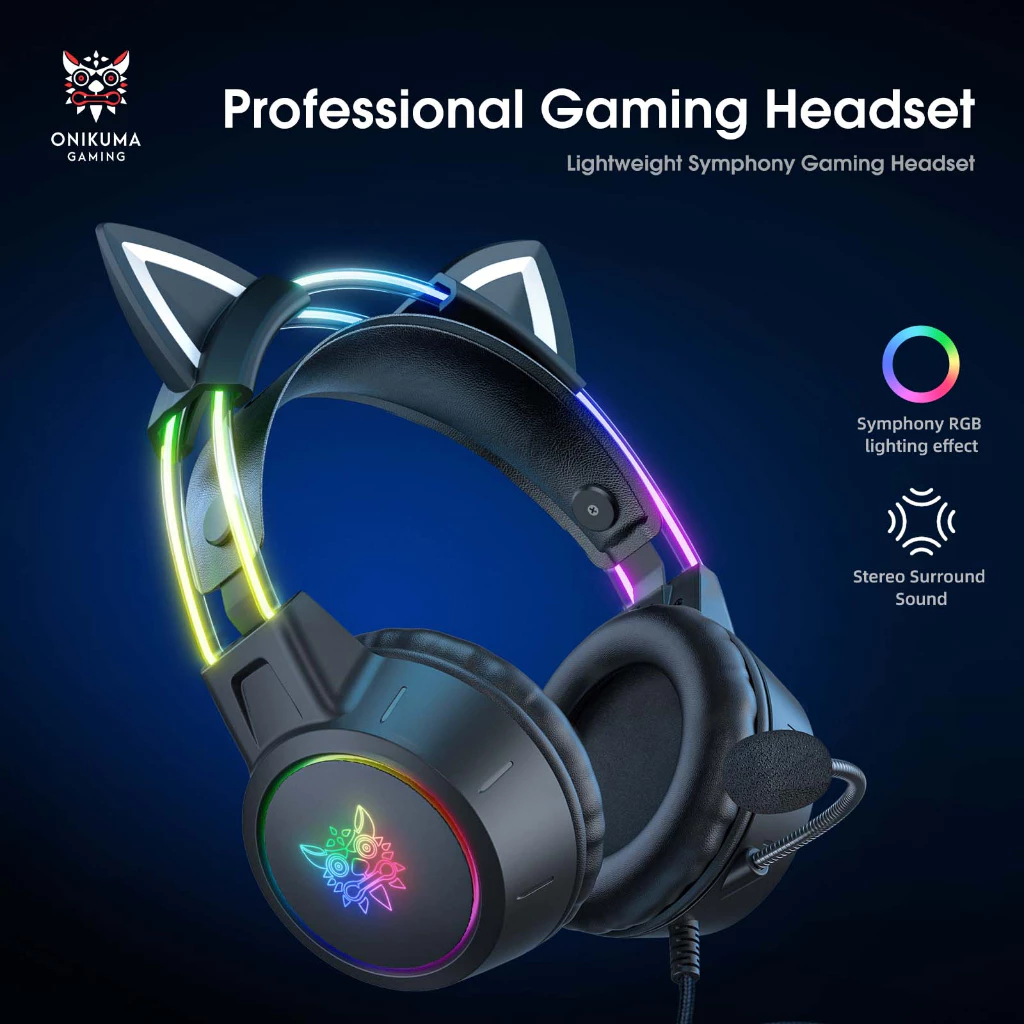 ONIKUMA
GAMING
Professional Gaming Headset
Lightweight Symphony Gaming Headset
Symphony RGB
lighting effect
Stereo Surround
Sound